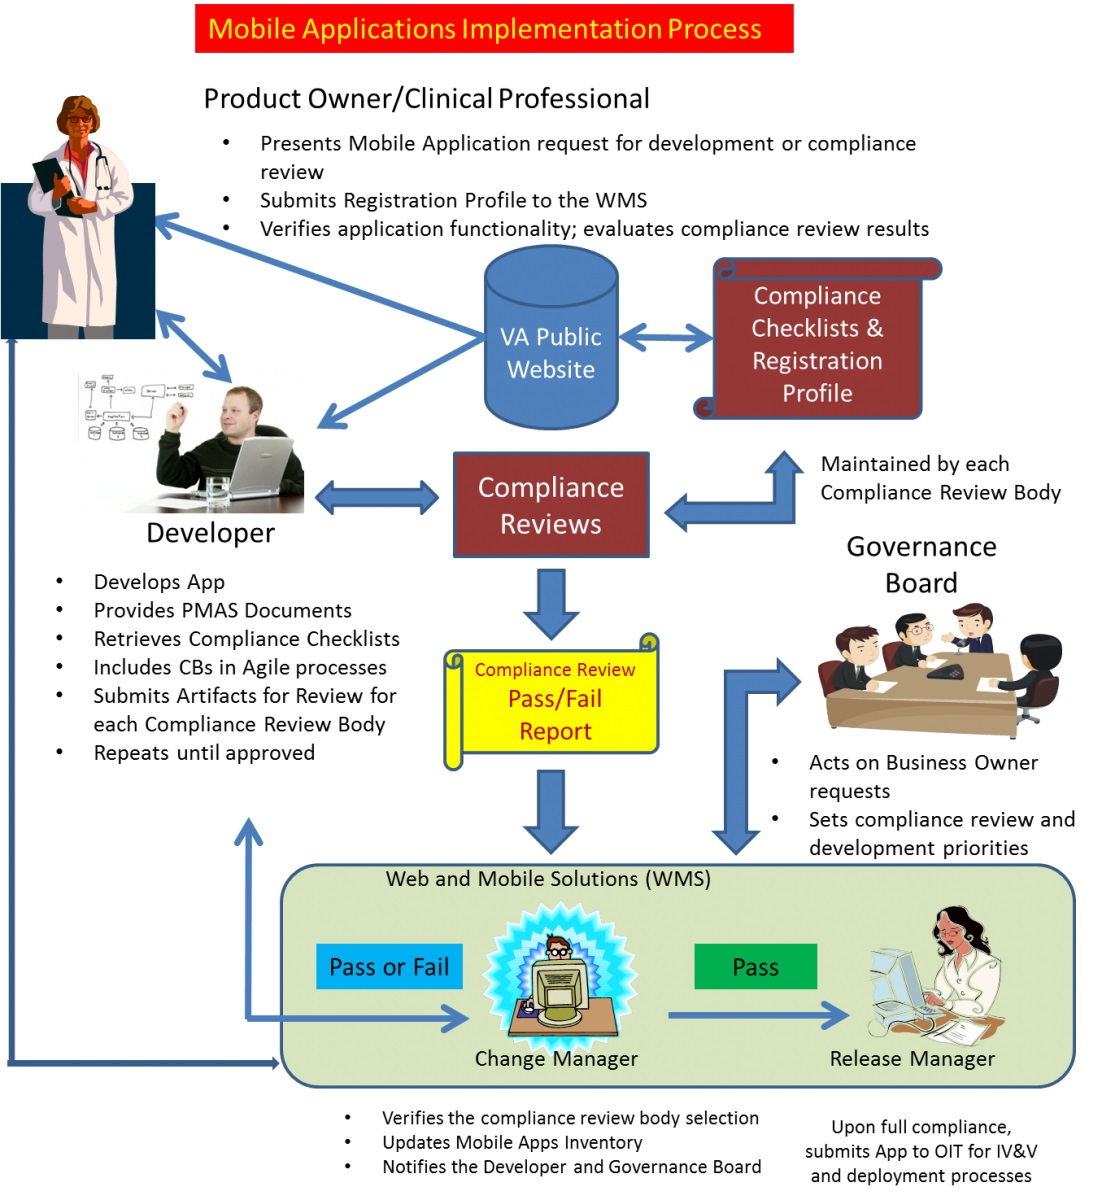 Mobile Applications Implementation Process
Product Owner/Clinical Professional
• Presents Mobile Application request for development or compliance
review
• Submits Registration Profile to the WMS
• Verifies application functionality; evaluates compliance review results
VA Public
Website
Compliance
Checklists &
Registration
Profile
Maintained by each
Compliance Review Body
Compliance
Reviews
Developer
• Develops App
• Provides PMAS Documents
• Retrieves Compliance Checklists
• Includes CBs in Agile processes
• Submits Artifacts for Review for
each Compliance Review Body
• Repeats until approved
Compliance Review
Pass/Fail
Report
Governance
Board
• Acts on Business Owner
requests
• Sets compliance review and
development priorities
Web and Mobile Solutions (WMS)
Pass or Fail
Pass
Change Manager
Release Manager
• Verifies the compliance review body selection
• Updates Mobile Apps Inventory
• Notifies the Developer and Governance Board
Upon full compliance,
submits App to OIT for IV&V
and deployment processes